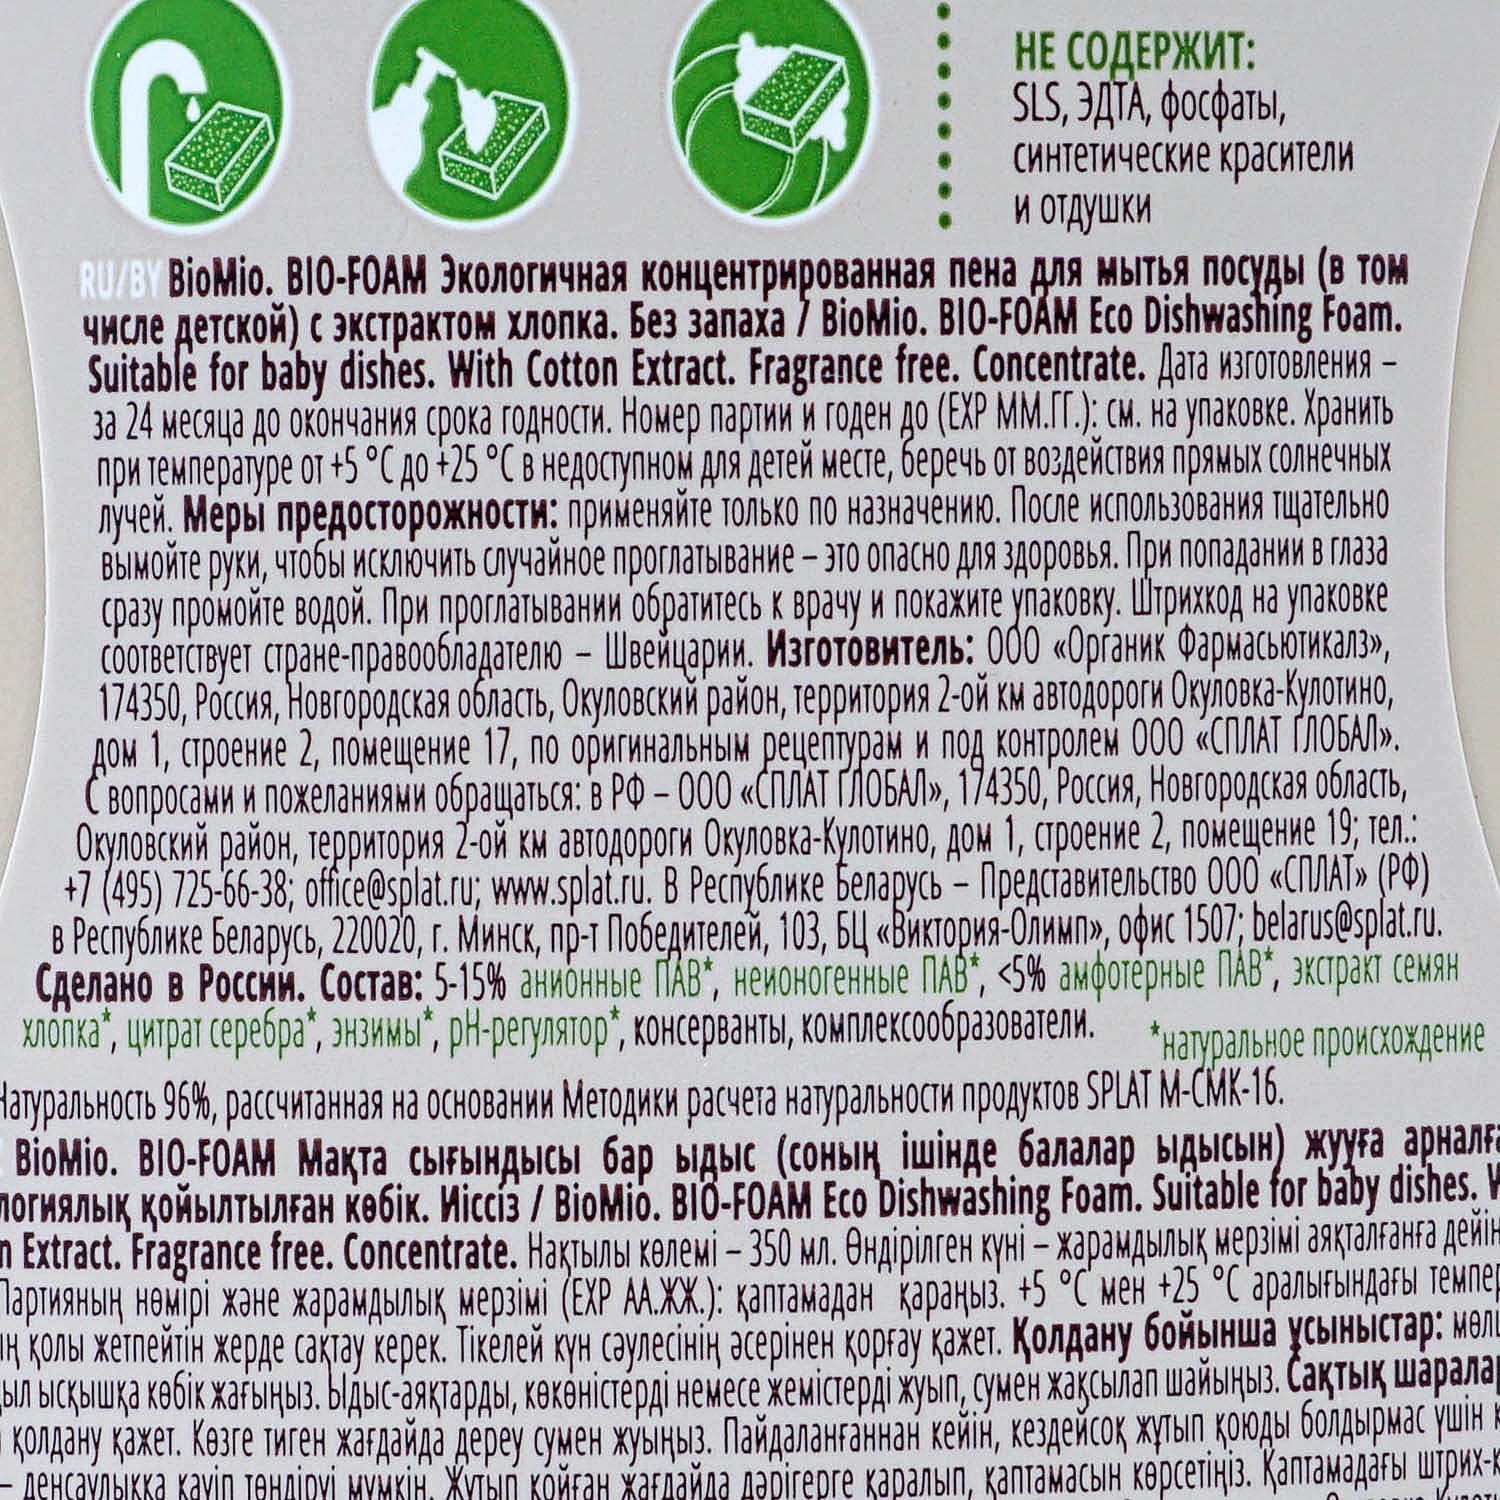 НЕ СОДЕРЖИТ:
SLS, ЭДТА, фосфаты,
синтетические красители
и отдушки
RU/BY BioMio. BIO-FOAM Экологичная концентрированная пена для мытья посуды (в том
числе детской) с экстрактом хлопка. Без запаха / BioMio. BIO-FOAM Eco Dishwashing Foam.
Suitable for baby dishes. With Cotton Extract. Fragrance free. Concentrate. Дата изготовления –
за 24 месяца до окончания срока годности. Номер партии и годен до (EXP ММ.ГГ.): см. на упаковке. Хранить
при температуре от +5 °C до +25 °C в недоступном для детей месте, беречь от воздействия прямых солнечных
лучей. Меры предосторожности: применяйте только по назначению. После использования тщательно
вымойте руки, чтобы исключить случайное проглатывание – это опасно для здоровья. При попадании в глаза
сразу промойте водой. При проглатывании обратитесь к врачу и покажите упаковку. Штрихкод на упаковке
соответствует стране-правообладателю – Швейцарии. Изготовитель: ООО «Органик Фармасьютикалз»,
174350, Россия, Новгородская область, Окуловский район, территория 2-ой км автодороги Окуловка-Кулотино,
дом 1, строение 2, помещение 17, по оригинальным рецептурам и под контролем ООО «СПЛАТ ГЛОБАЛ».
С вопросами и пожеланиями обращаться: в РФ – ООО «СПЛАТ ГЛОБАЛ», 174350, Россия, Новгородская область,
Окуловский район, территория 2-ой км автодороги Окуловка-Кулотино, дом 1, строение 2, помещение 19; тел.:
+7 (495) 725-66-38; office@splat.ru; www.splat.ru. В Республике Беларусь – Представительство ООО «СПЛАТ» (РФ)
в Республике Беларусь, 220020, г. Минск, пр-т Победителей, 103, БЦ «Виктория-Олимп», офис 1507; belarus@splat.ru.
Сделано в России. Состав: 5-15% анионные ПАВ*, неионогенные ПАВ*, <5% амфотерные ПАВ*, экстракт семян
хлопка*, цитрат серебра*, энзимы*, pH-регулятор*, консерванты, комплексообразователи. *натуральное происхождение
Натуральность 96%, рассчитанная на основании Методики расчета натуральности продуктов SPLAT М-СМК-16.
BioMio. BIO-FOAM Мақта сығындысы бар ыдыс (соның ішінде балалар ыдысын) жууға арналға
логиялық қойылтылған көбік. Иіссіз / BioMio. BIO-FOAM Eco Dishwashing Foam. Suitable for baby dishes. W
n Extract. Fragrance free. Concentrate. Нақтылы көлемі – 350 мл. Өндірілген күні – жарамдылық мерзімі аяқталғанға дейін
Партияның нөмірі және жарамдылық мерзімі (EXP АА.ЖЖ.): қаптамадан қараңыз. +5 °C мен +25 °C аралығындағы темпер
ің қолы жетпейтін жерде сақтау керек. Тікелей күн сәулесінің әсерінен қорғау қажет. Қолдану бойынша ұсыныстар: мөлш
ыл ысқышқа көбік жағыңыз. Ыдыс-аяқтарды, көкөністерді немесе жемістерді жуып, сумен жақсылап шайыңыз. Сақтық шаралар
қолдану қажет. Көзге тиген жағдайда дереу сумен жуыңыз. Пайдаланғаннан кейін, кездейсоқ жұтып қоюды болдырмас үшін қ
– денсаулыққа қауіп төндіруі мүмкін. Жұтып қойған жағдайда дәрігерге қаралып, қаптамасын көрсетіңіз. Қаптамадағы штрих-к